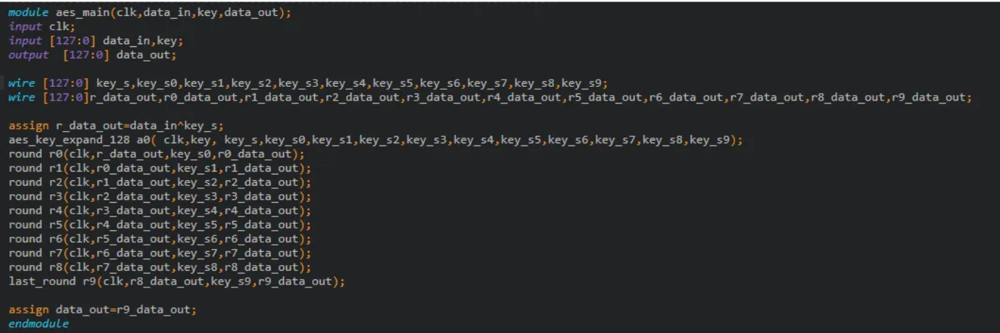 module aes_main(clk,data_in,key,data_out);
input clk;
input [127:0] data_in,key;
output  [127:0] data_out;
wire [127:0] key_s,key_s0,key_s1,key_s2,key_s3,key_s4,key_s5,key_s6,key_s7,key_s8,key_s9;
wire [127:0]r_data_out,r0_data_out,r1_data_out,r2_data_out,r3_data_out,r4_data_out,r5_data_out,r6_data_out,r7_data_out,r8_data_out,r9_data_out;
assign r_data_out=data_in^key_s;
aes_key_expand_128 a0( clk,key, key_s,key_s0,key_s1,key_s2,key_s3,key_s4,key_s5,key_s6,key_s7,key_s8,key_s9);
round r0(clk,r_data_out,key_s0,r0_data_out);
round r1(clk,r0_data_out,key_s1,r1_data_out);
round r2(clk,r1_data_out,key_s2,r2_data_out);
round r3(clk,r2_data_out,key_s3,r3_data_out);
round r4(clk,r3_data_out,key_s4,r4_data_out);
round r5(clk,r4_data_out,key_s5,r5_data_out);
round r6(clk,r5_data_out,key_s6,r6_data_out);
round r7(clk,r6_data_out,key_s7,r7_data_out);
round r8(clk,r7_data_out,key_s8,r8_data_out);
last_round r9(clk,r8_data_out,key_s9,r9_data_out);
assign data_out=r9_data_out;
endmodule